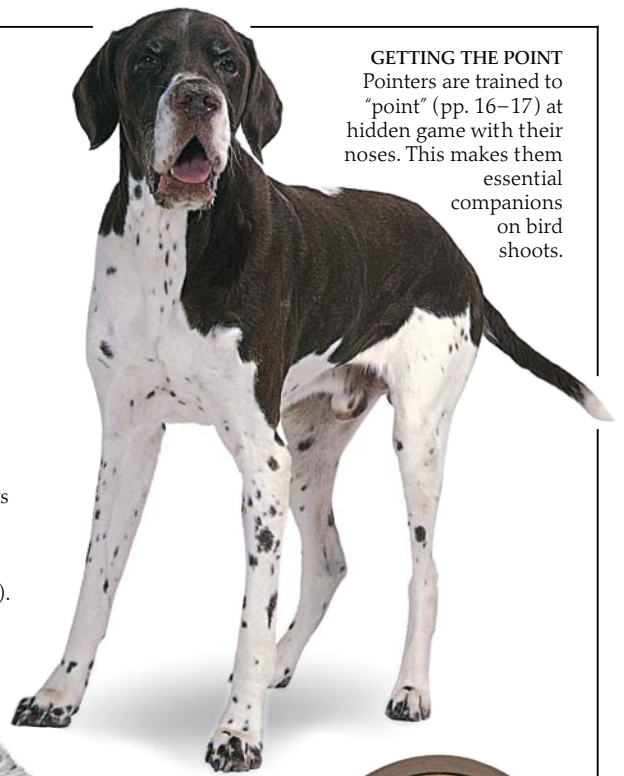 GETTING THE POINT
Pointers are trained to
“point” (pp. 16–17) at
hidden game with their
noses. This makes them
essential
companions
on bird
shoots.